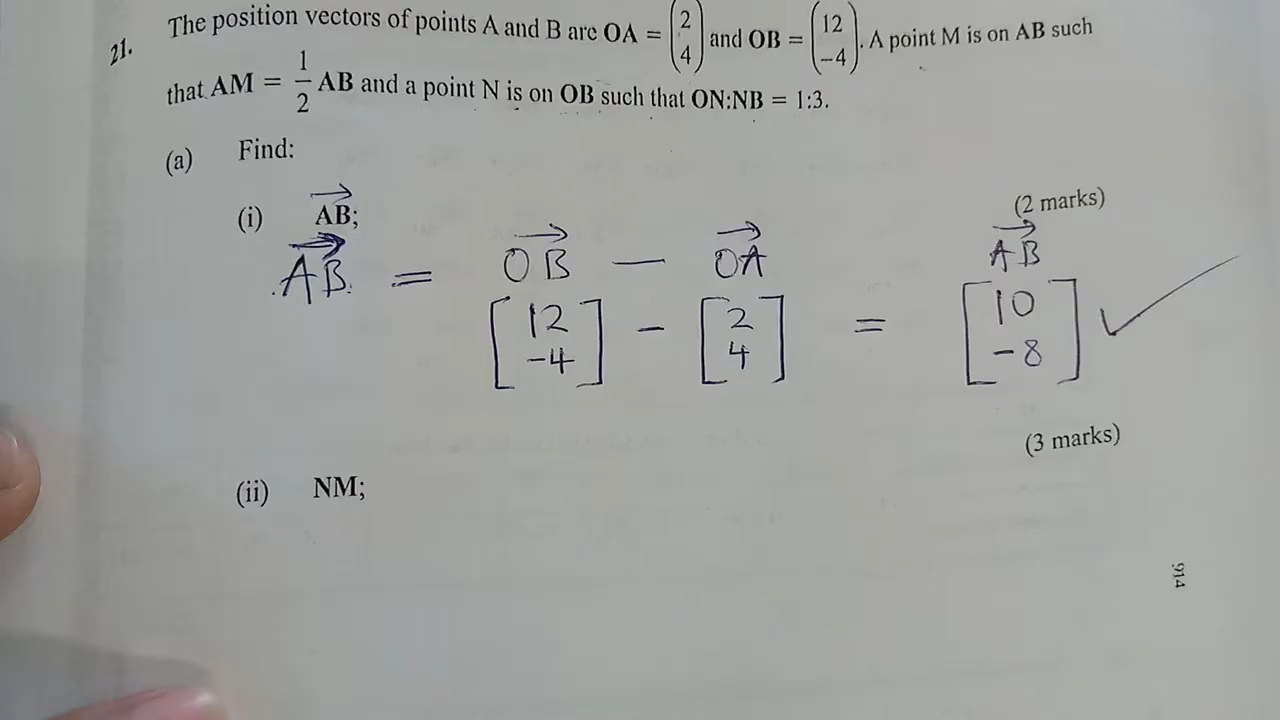 21. The position vectors of points A and B are OA = (2 4) and OB = (12 -4). A point M is on AB such
that AM = 1/2 AB and a point N is on OB such that ON:NB = 1:3.
(a) Find:
(i) AB; (2 marks)
AB = OB - OA AB
[12 -4] - [2 4] = [10 -8] ✓
(3 marks)
(ii) NM;
914